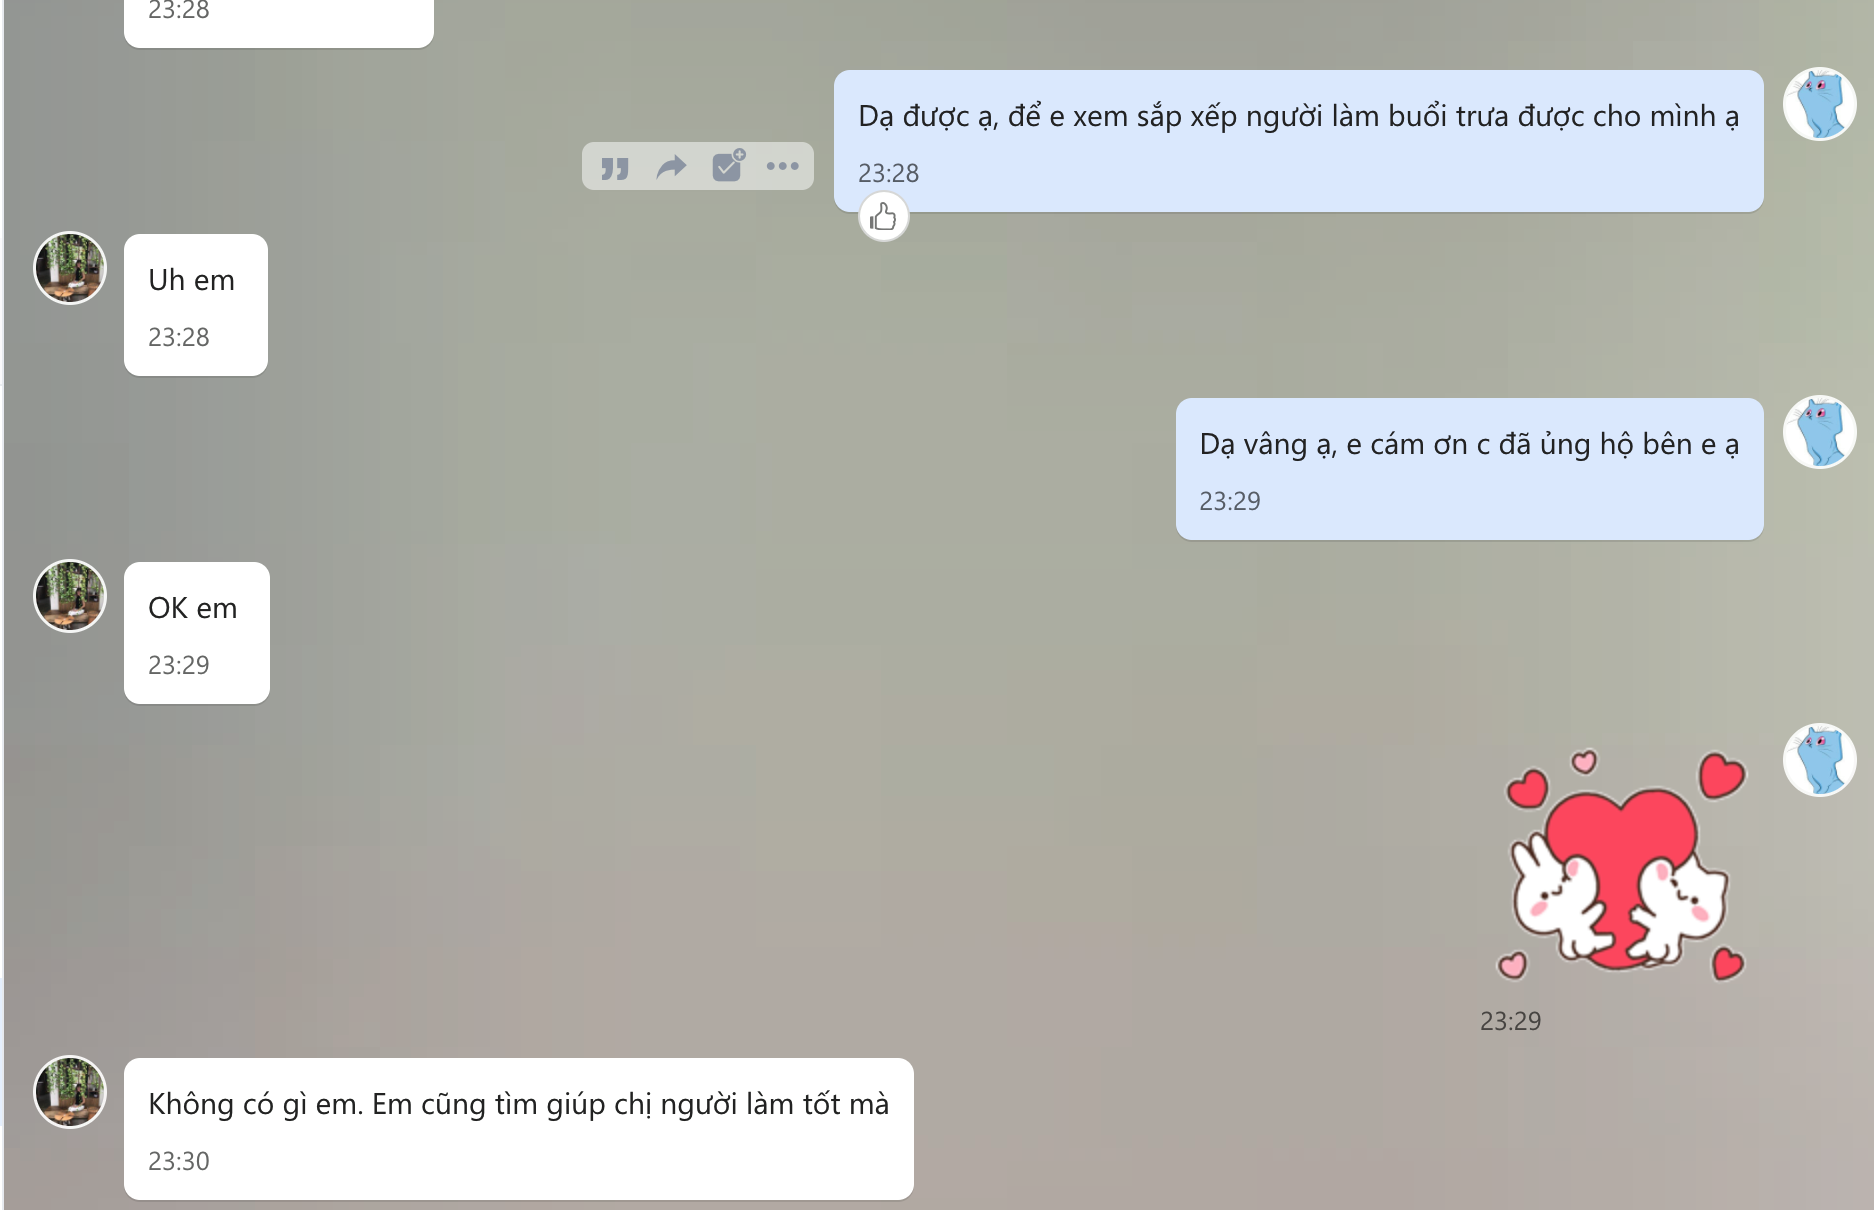 23:28
Dạ được ạ, để e xem sắp xếp người làm buổi trưa được cho mình ạ
23:28
Uh em
23:28
Dạ vâng ạ, e cám ơn c đã ủng hộ bên e ạ
23:29
OK em
23:29
23:29
Không có gì em. Em cũng tìm giúp chị người làm tốt mà
23:30